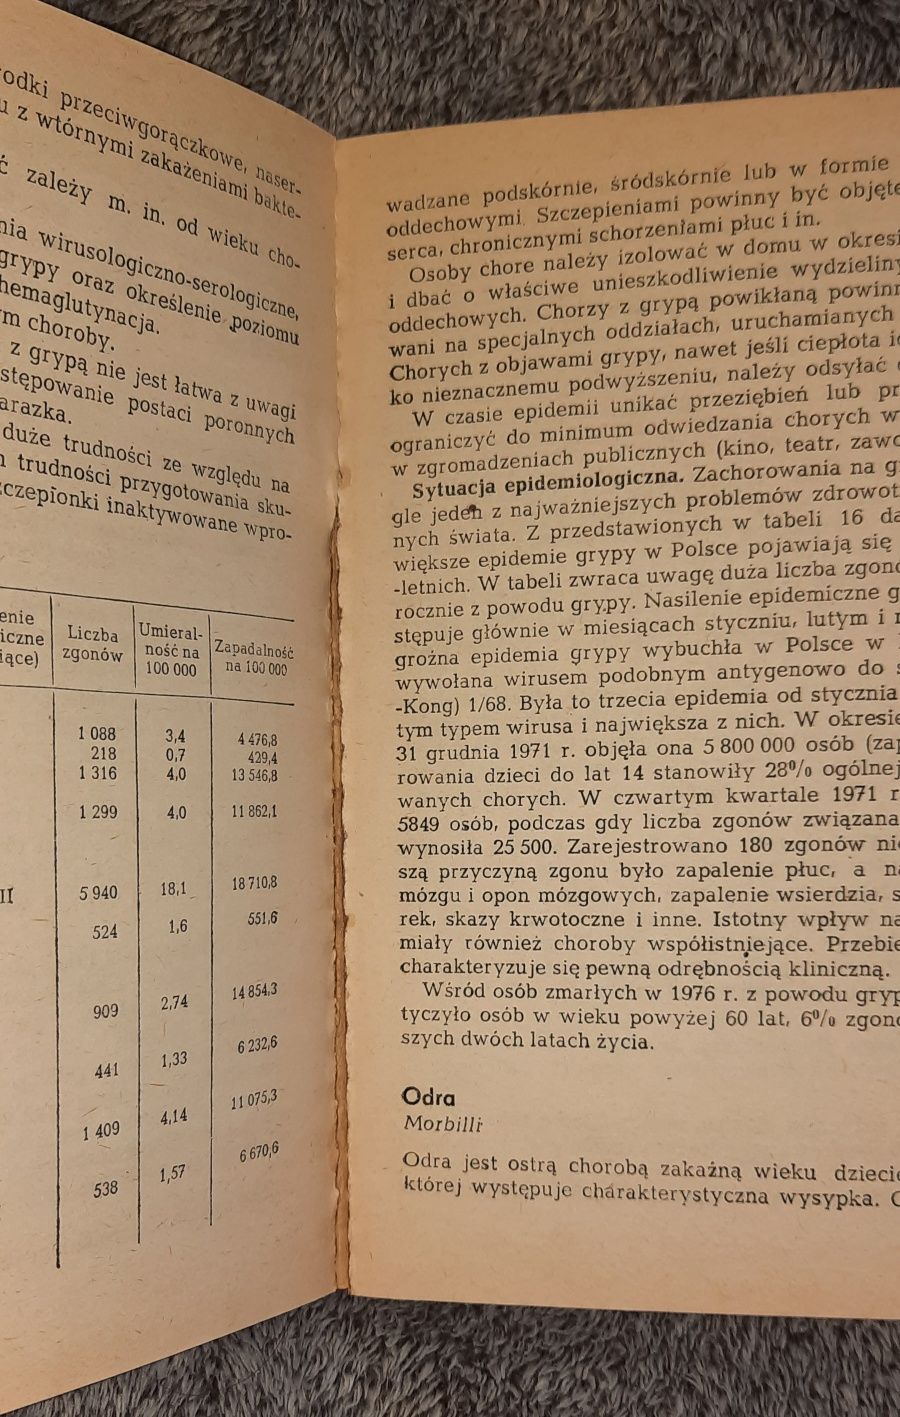 przeciwgorączkowe, naser-
u z wtórnymi zakażeniami bakte-
zależy m. in. od wieku cho-
wirusologiczno-serologiczne,
grypy oraz określenie poziomu
hemaglutynacja.
choroby.
z grypą nie jest łatwa z uwagi
postaci poronnych
duże trudności ze względu na
trudności przygotowania sku-
inaktywowane wpro-
Liczba zgonów
Umieral-
ność na
100 000
Zapadalność
na 100 000
1 088 3,4 4 476,8
218 0,7 429,4
1 316 4,0 13 546,8
1 299 4,0 11 862,1
II 5 940 18,1 18 710,8
524 1,6 551,6
909 2,74 14 854,3
441 1,33 6 232,6
1 409 4,14 11 075,3
538 1,57 6 670,6
wadzane podskórnie, śródskórnie lub w formie
oddechowymi. Szczepieniami powinny być objęte
serca, chronicznymi schorzeniami płuc i in.
Osoby chore należy izolować w domu w
i dbać o właściwe unieszkodliwienie wydzieliny
oddechowych. Chorzy z grypą powikłaną
wani na specjalnych oddziałach, uruchamianych
Chorych z objawami grypy, nawet jeśli ciepłota
ko nieznacznemu podwyższeniu, należy odsyłać
W czasie epidemii unikać przeziębień lub
ograniczyć do minimum odwiedzania chorych w
w zgromadzeniach publicznych (kino, teatr,
Sytuacja epidemiologiczna. Zachorowania na
gle jeden z najważniejszych problemów
nych świata. Z przedstawionych w tabeli 16
większe epidemie grypy w Polsce pojawiają się
-letnich. W tabeli zwraca uwagę duża liczba
rocznie z powodu grypy. Nasilenie epidemiczne
stępuje głównie w miesiącach styczniu, lutym i
groźna epidemia grypy wybuchła w Polsce w
wywołana wirusem podobnym antygenowo do
-Kong) 1/68. Była to trzecia epidemia od stycznia
tym typem wirusa i największa z nich. W okresie
31 grudnia 1971 r. objęła ona 5 800 000 osób
rowania dzieci do lat 14 stanowiły 28% ogólnej
wanych chorych. W czwartym kwartale 1971 r
5849 osób, podczas gdy liczba zgonów związana
wynosiła 25 500. Zarejestrowano 180 zgonów
szą przyczyną zgonu było zapalenie płuc, a
mózgu i opon mózgowych, zapalenie wsierdzia,
rek, skazy krwotoczne i inne. Istotny wpływ
miały również choroby współistniejące.
charakteryzuje się pewną odrębnością kliniczną.
Wśród osób zmarłych w 1976 r. z powodu
tyczyło osób w wieku powyżej 60 lat, 6%
szych dwóch latach życia.
Odra
Morbilli
Odra jest ostrą chorobą zakaźną wieku
której występuje charakterystyczna wysypka.